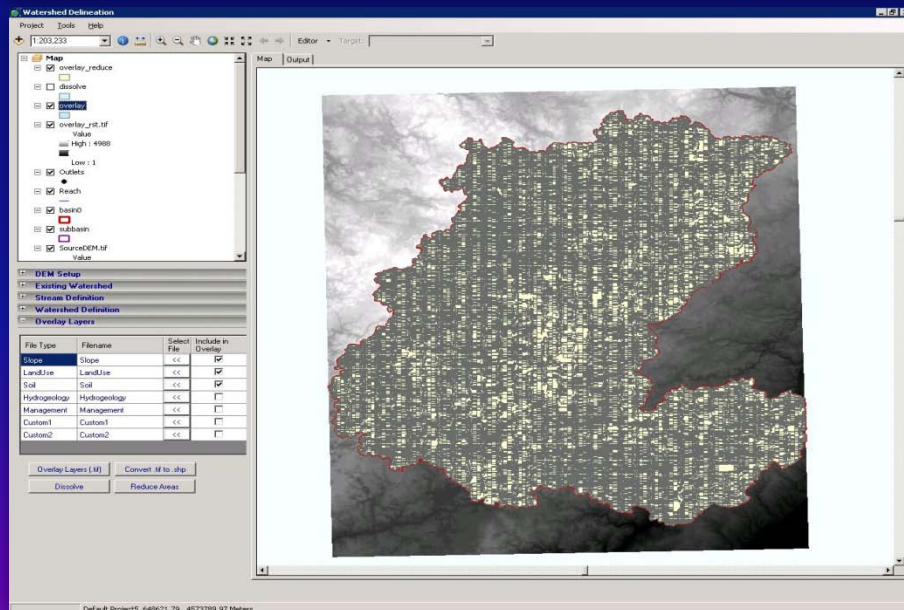 Watershed Delineation
Project Tools Help
1:203,233 Editor Target:
Map Output
Map
overlay_reduce
dissolve
overlay
overlay_rst.tif
Value
High : 4988
Low : 1
Outlets
Reach
basin0
subbasin
SourceDEM.tif
Value
DEM Setup
Existing Watershed
Stream Definition
Watershed Definition
Overlay Layers
File Type Filename Select File Include in Overlay
Slope Slope <<
LandUse LandUse <<
Soil Soil <<
Hydrogeology Hydrogeology <<
Management Management <<
Custom1 Custom1 <<
Custom2 Custom2 <<
Overlay Layers (.tif) Convert .tif to .shp
Dissolve Reduce Areas
Default Project5 648621.79 4573789.97 Meters